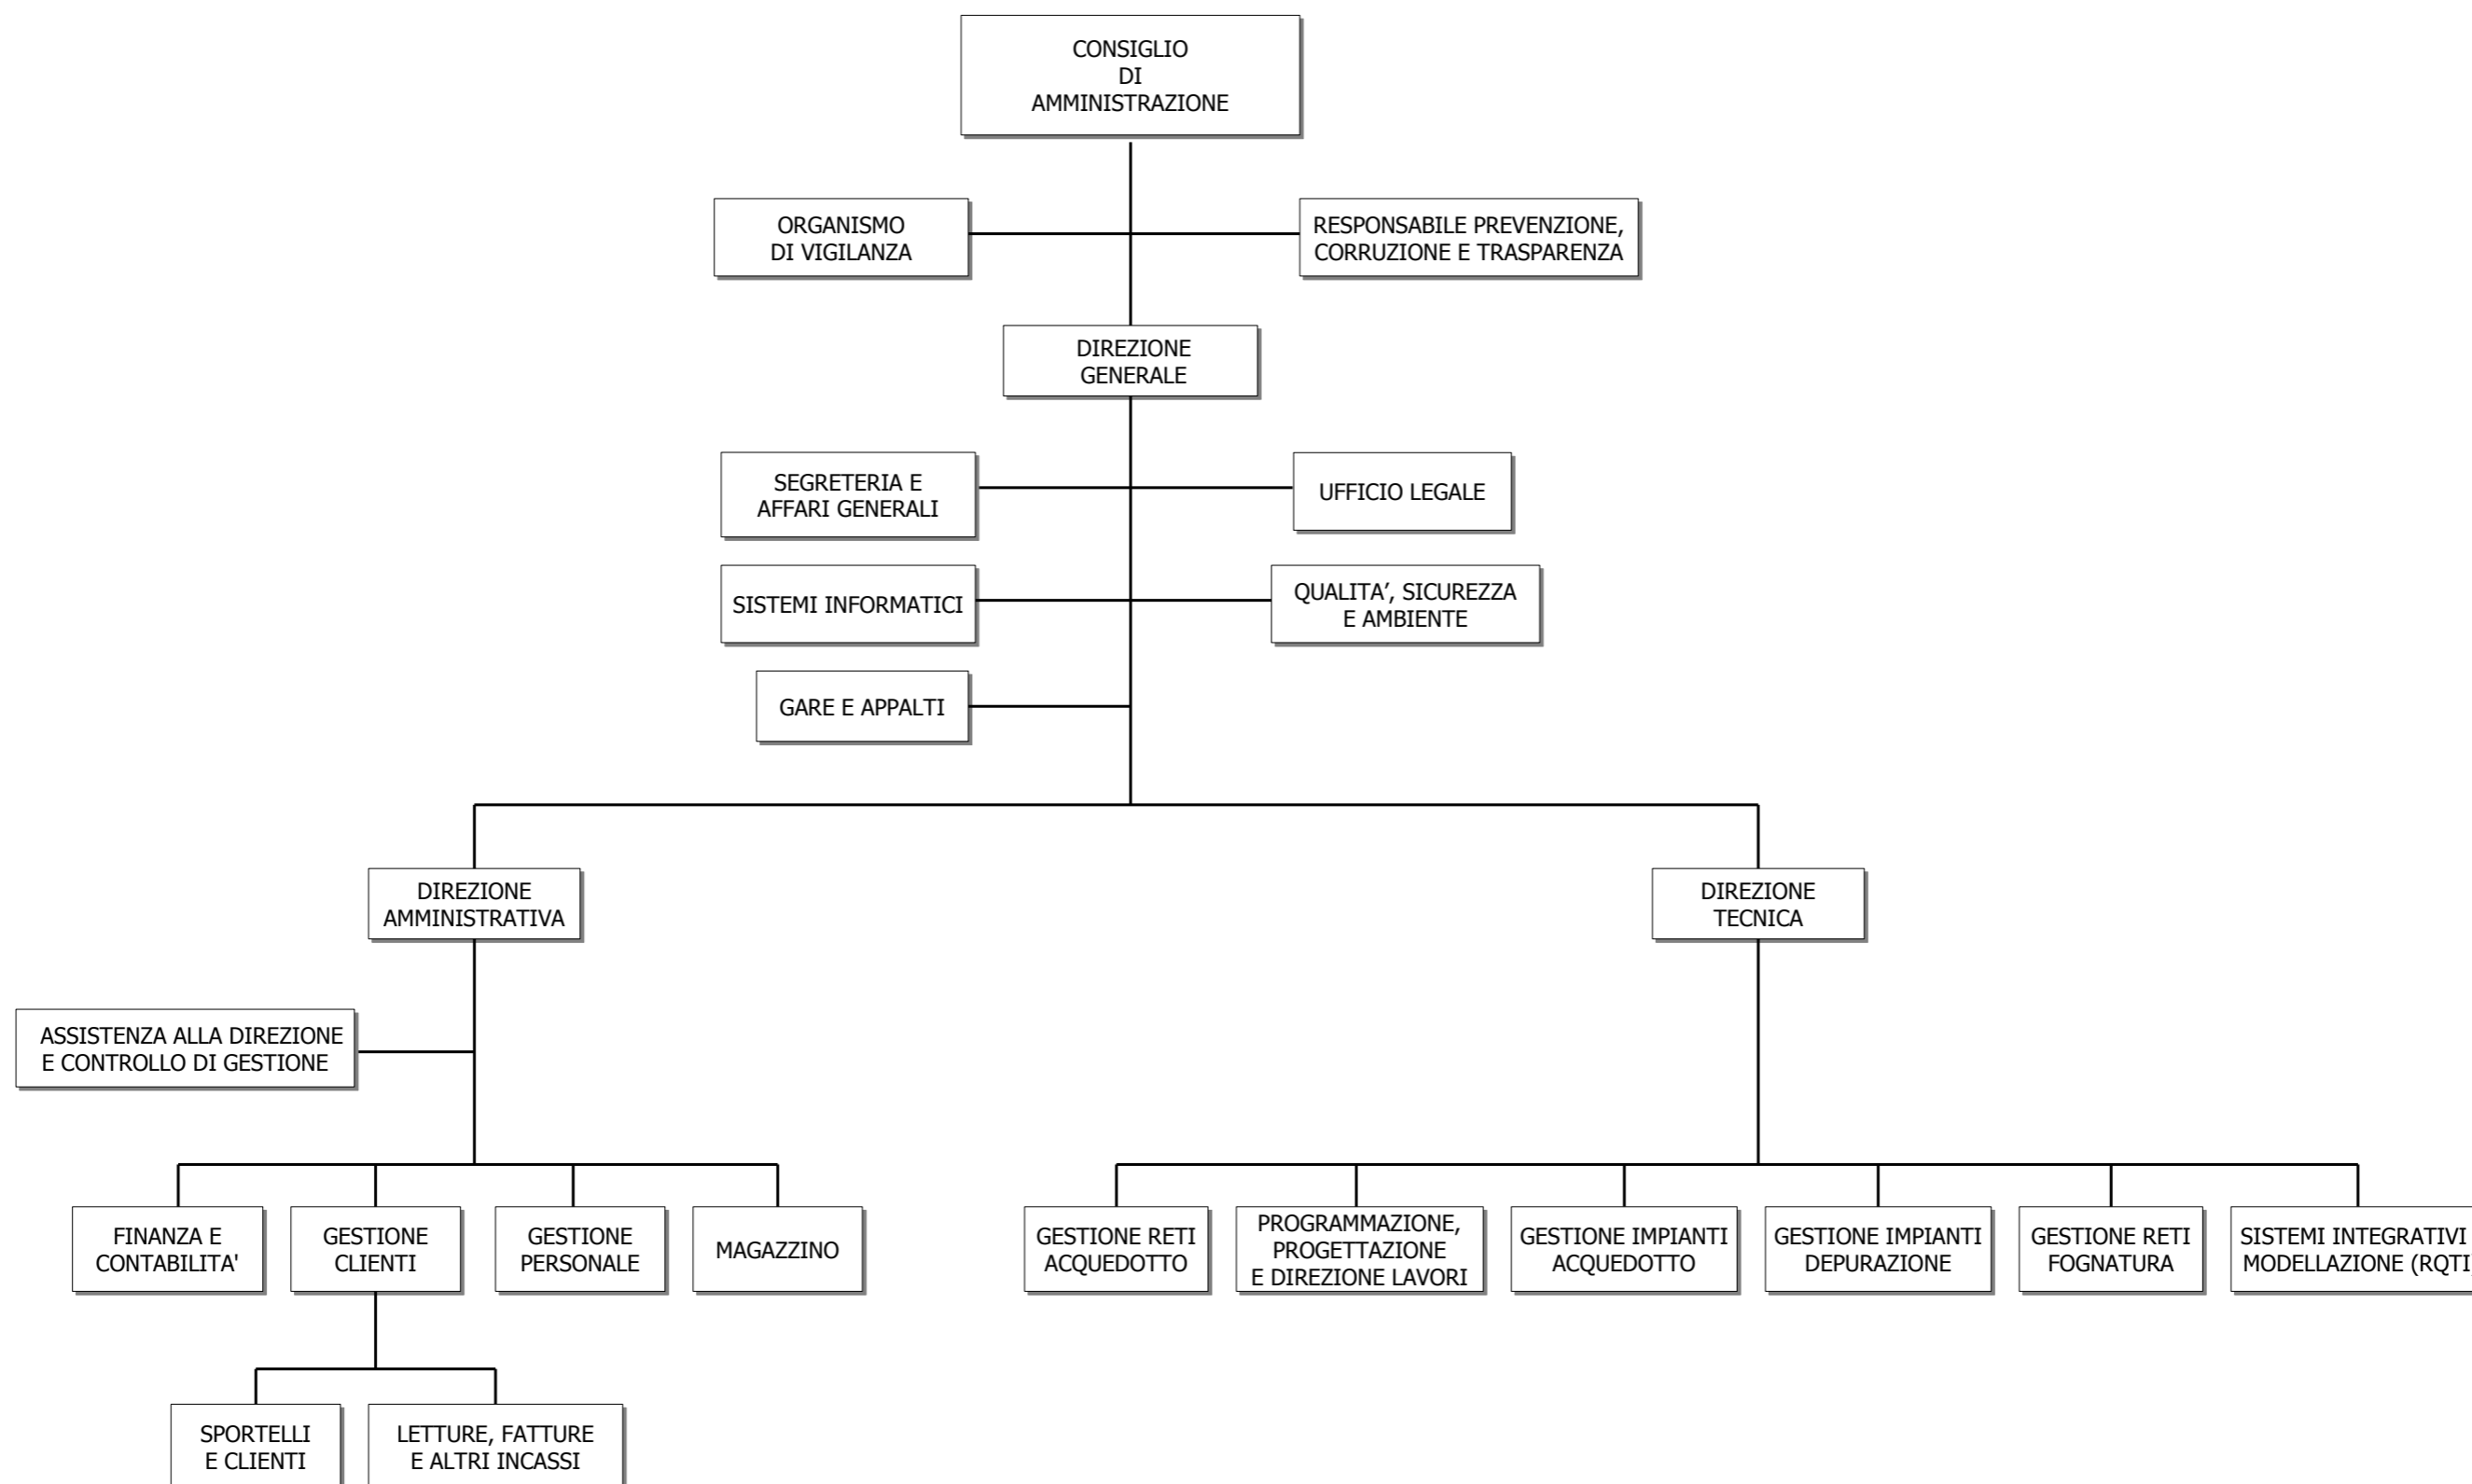 CONSIGLIO
DI
AMMINISTRAZIONE
ORGANISMO
DI VIGILANZA
RESPONSABILE PREVENZIONE,
CORRUZIONE E TRASPARENZA
DIREZIONE
GENERALE
SEGRETERIA E
AFFARI GENERALI
UFFICIO LEGALE
SISTEMI INFORMATICI
QUALITA’, SICUREZZA
E AMBIENTE
GARE E APPALTI
DIREZIONE
AMMINISTRATIVA
DIREZIONE
TECNICA
ASSISTENZA ALLA DIREZIONE
E CONTROLLO DI GESTIONE
FINANZA E
CONTABILITA'
GESTIONE
CLIENTI
GESTIONE
PERSONALE
MAGAZZINO
GESTIONE RETI
ACQUEDOTTO
PROGRAMMAZIONE,
PROGETTAZIONE
E DIREZIONE LAVORI
GESTIONE IMPIANTI
ACQUEDOTTO
GESTIONE IMPIANTI
DEPURAZIONE
GESTIONE RETI
FOGNATURA
SISTEMI INTEGRATIVI
MODELLAZIONE (RQTI
SPORTELLI
E CLIENTI
LETTURE, FATTURE
E ALTRI INCASSI